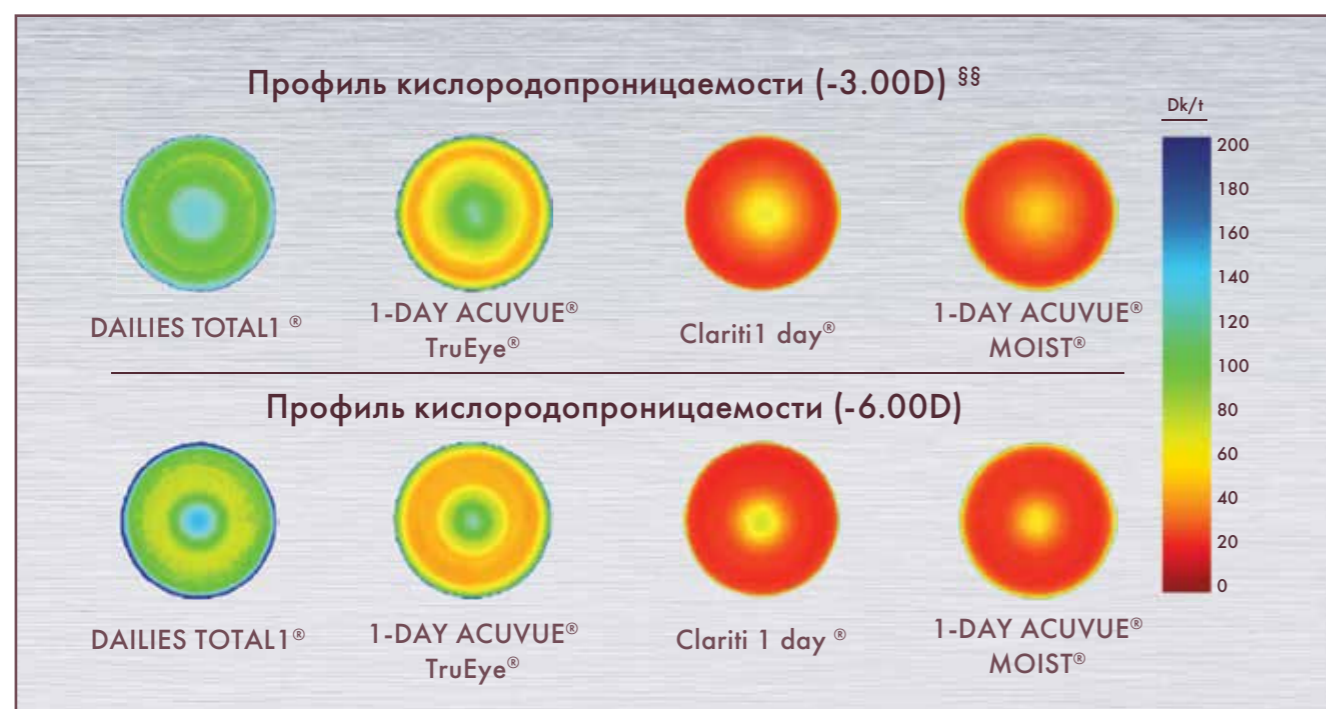 Профиль кислородопроницаемости (-3.00D) §§
DAILIES TOTAL1 ®
1-DAY ACUVUE®
TruEye®
Clariti1 day®
1-DAY ACUVUE®
MOIST®
Профиль кислородопроницаемости (-6.00D)
DAILIES TOTAL1®
1-DAY ACUVUE®
TruEye®
Clariti 1 day ®
1-DAY ACUVUE®
MOIST®
Dk/t
200
180
160
140
120
100
80
60
40
20
0